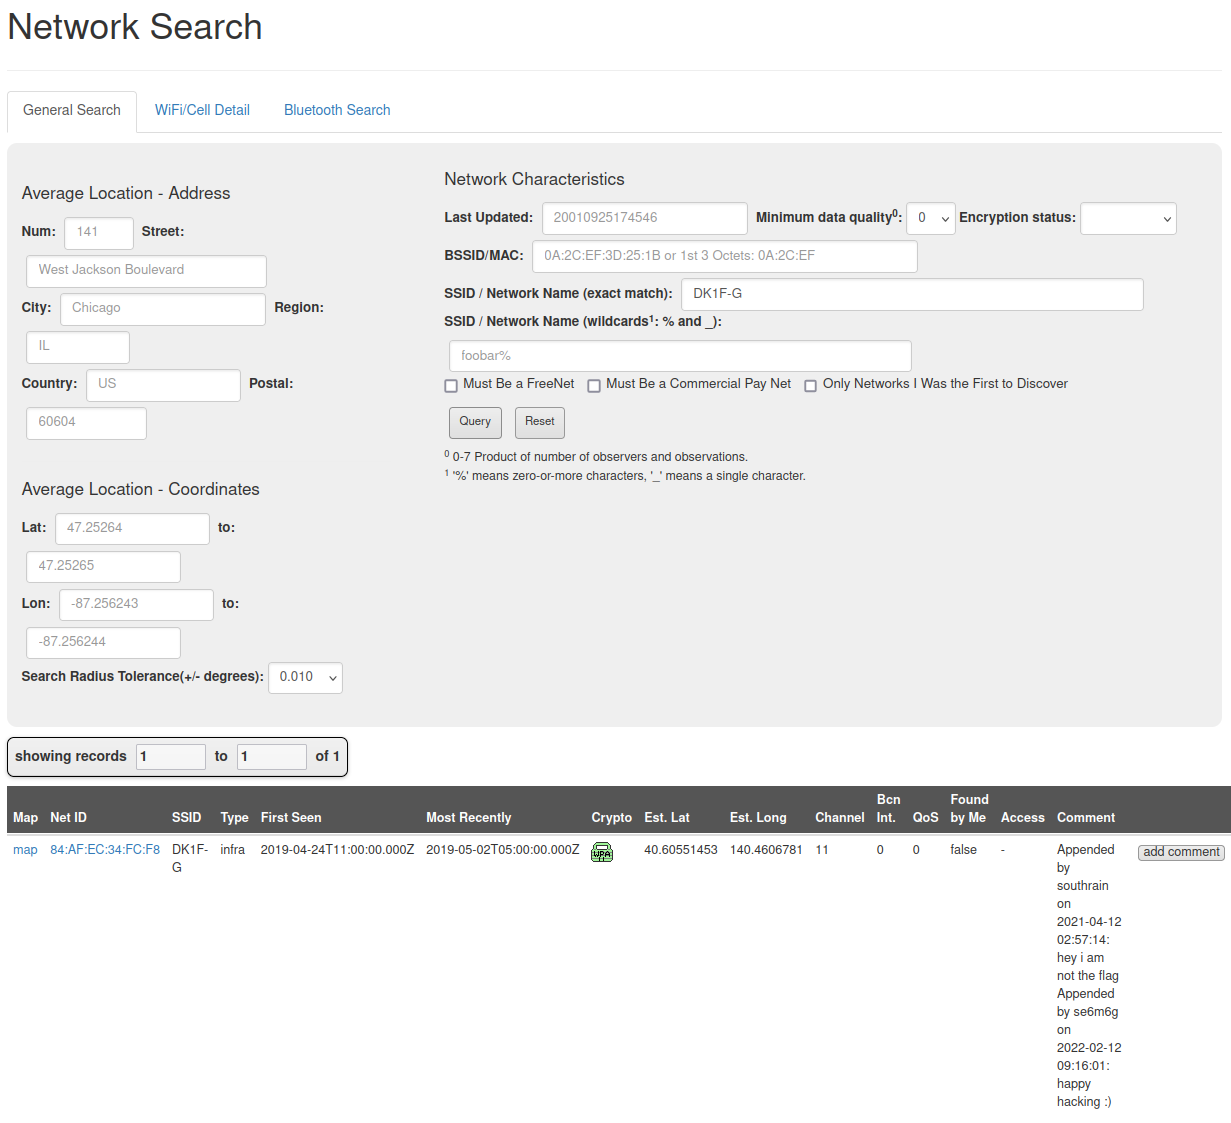 Network Search
General Search WiFi/Cell Detail Bluetooth Search
Average Location - Address
Num: 141 Street:
West Jackson Boulevard
City: Chicago Region:
IL
Country: US Postal:
60604
Average Location - Coordinates
Lat: 47.25264 to:
47.25265
Lon: -87.256243 to:
-87.256244
Search Radius Tolerance(+/- degrees): 0.010
Network Characteristics
Last Updated: 20010925174546 Minimum data quality0: 0 Encryption status:
BSSID/MAC: 0A:2C:EF:3D:25:1B or 1st 3 Octets: 0A:2C:EF
SSID / Network Name (exact match): DK1F-G
SSID / Network Name (wildcards1: % and _):
foobar%
Must Be a FreeNet Must Be a Commercial Pay Net Only Networks I Was the First to Discover
Query Reset
0 0-7 Product of number of observers and observations.
1 '%' means zero-or-more characters, '_' means a single character.
showing records 1 to 1 of 1
Map Net ID SSID Type First Seen Most Recently Crypto Est. Lat Est. Long Channel Bcn Int. QoS Found by Me Access Comment
map 84:AF:EC:34:FC:F8 DK1F- infra 2019-04-24T11:00:00.000Z 2019-05-02T05:00:00.000Z WPA 40.60551453 140.4606781 11 0 0 false - Appended add comment
G
by
southrain
on
2021-04-12
02:57:14:
hey i am
not the flag
Appended
by se6m6g
on
2022-02-12
09:16:01:
happy
hacking :)